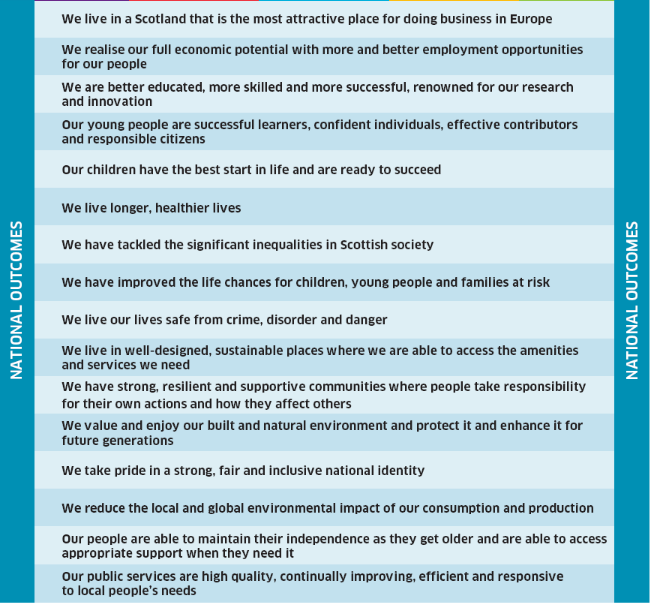 We live in a Scotland that is the most attractive place for doing business in Europe
We realise our full economic potential with more and better employment opportunities
for our people
We are better educated, more skilled and more successful, renowned for our research
and innovation
Our young people are successful learners, confident individuals, effective contributors
and responsible citizens
Our children have the best start in life and are ready to succeed
We live longer, healthier lives
We have tackled the significant inequalities in Scottish society
We have improved the life chances for children, young people and families at risk
We live our lives safe from crime, disorder and danger
We live in well-designed, sustainable places where we are able to access the amenities
and services we need
We have strong, resilient and supportive communities where people take responsibility
for their own actions and how they affect others
We value and enjoy our built and natural environment and protect it and enhance it for
future generations
We take pride in a strong, fair and inclusive national identity
We reduce the local and global environmental impact of our consumption and production
Our people are able to maintain their independence as they get older and are able to access
appropriate support when they need it
Our public services are high quality, continually improving, efficient and responsive
to local people's needs
NATIONAL OUTCOMES
NATIONAL OUTCOMES